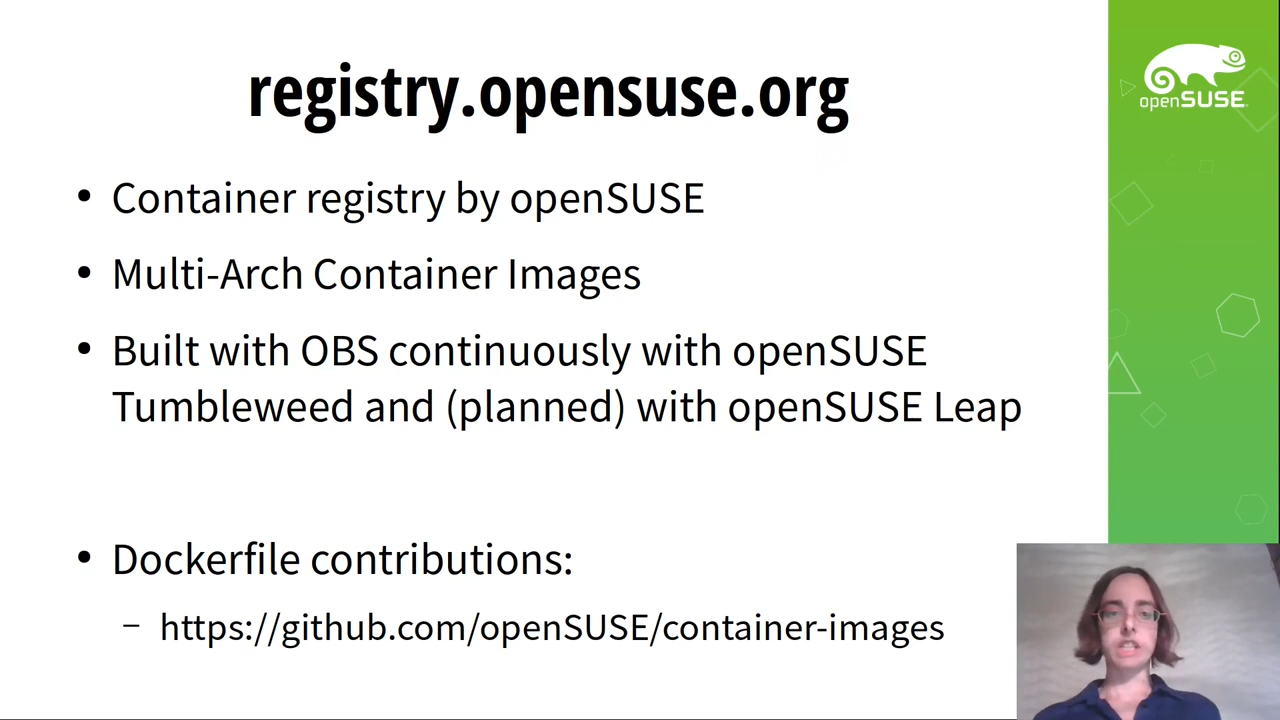 registry.opensuse.org
openSUSE
• Container registry by openSUSE
• Multi-Arch Container Images
• Built with OBS continuously with openSUSE
Tumbleweed and (planned) with openSUSE Leap
• Dockerfile contributions:
– https://github.com/openSUSE/container-images